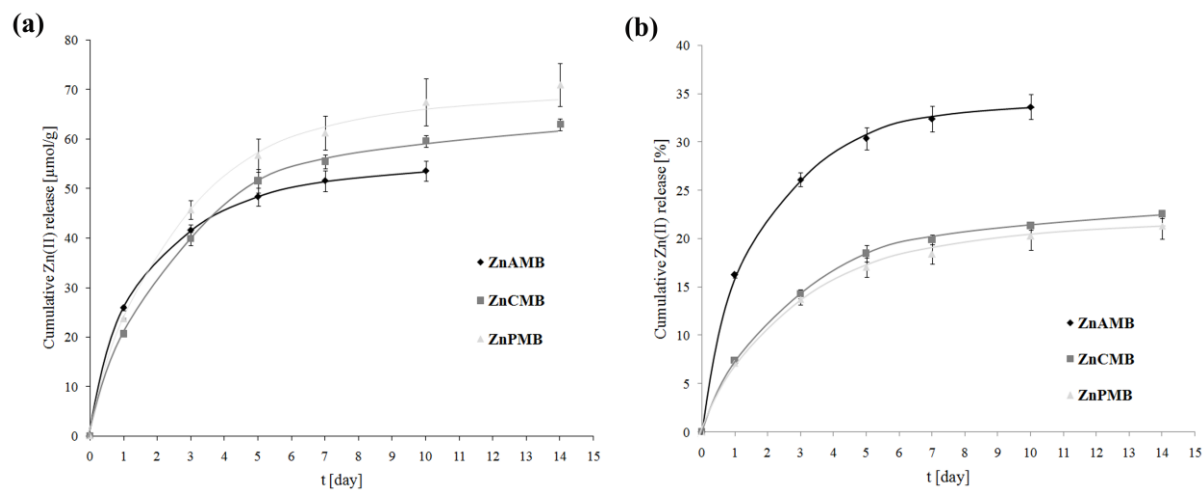 (a)
80
70
60
50
40
30
20
10
0
Cumulative Zn(II) release [µmol/g]
ZnAMB
ZnCMB
ZnPMB
0 1 2 3 4 5 6 7 8 9 10 11 12 13 14 15
t [day]
(b)
40
35
30
25
20
15
10
5
0
Cumulative Zn(II) release [%]
ZnAMB
ZnCMB
ZnPMB
0 1 2 3 4 5 6 7 8 9 10 11 12 13 14 15
t [day]